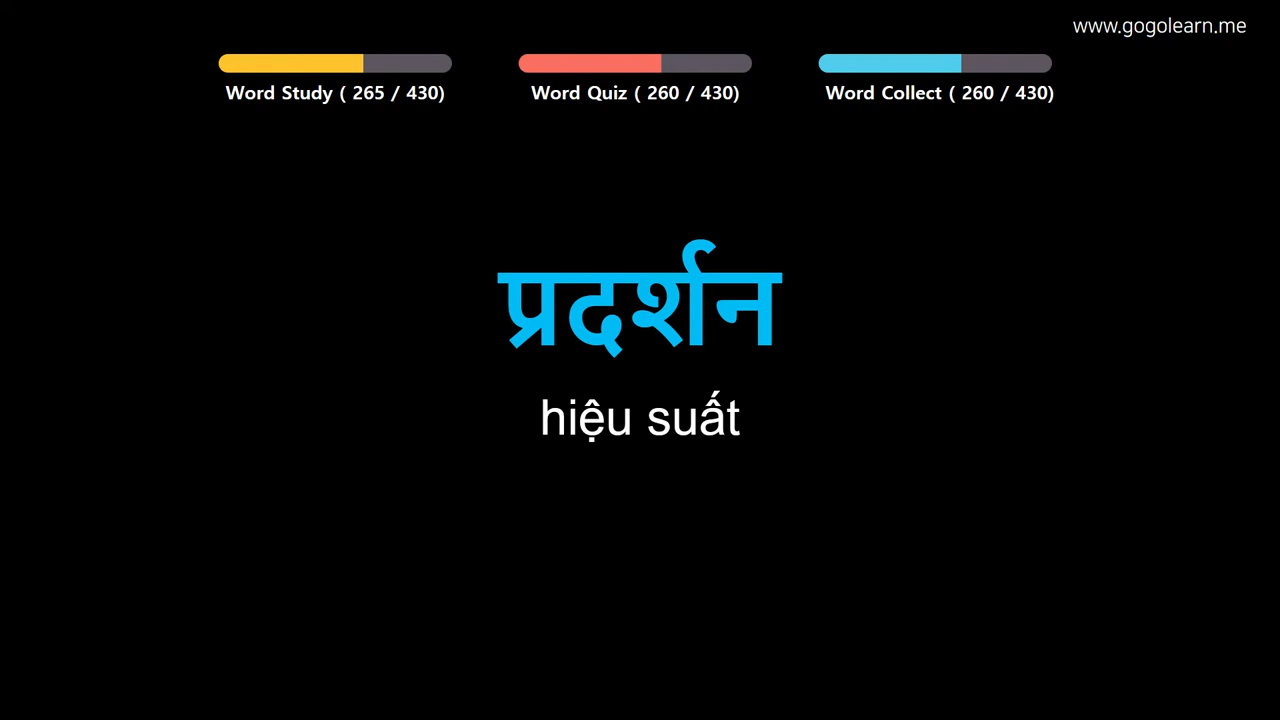 www.gogolearn.me
Word Study ( 265 / 430)
Word Quiz ( 260 / 430)
Word Collect ( 260 / 430)
प्रदर्शन
hiệu suất